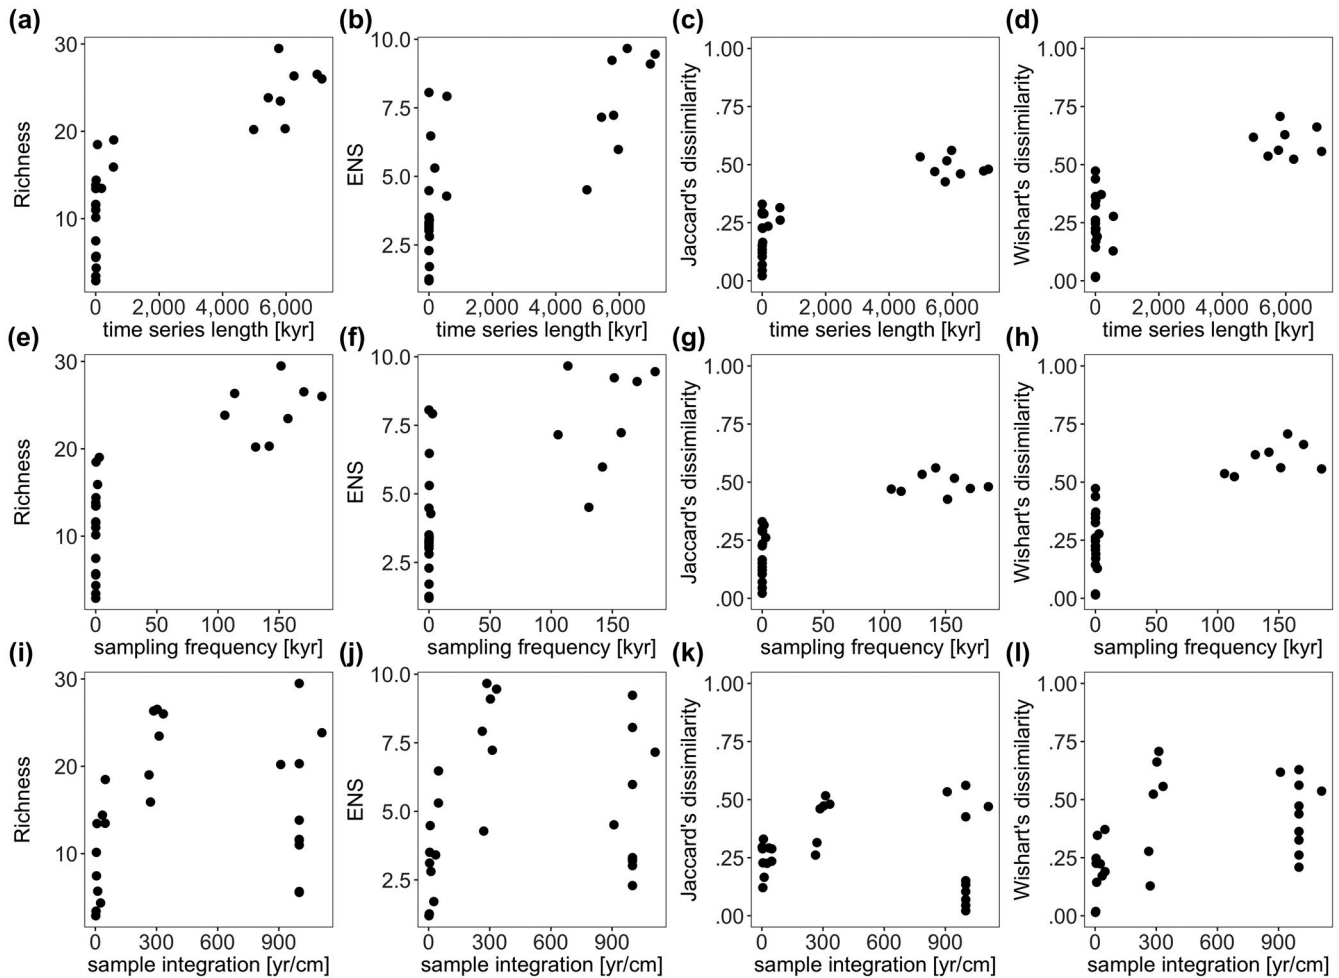 (a) (b) (c) (d)
Richness ENS Jaccard's dissimilarity Wishart's dissimilarity
30 10.0 1.00 1.00
20 7.5 .75 .75
10 5.0 .50 .50
2.5 .25 .25
.00 .00
0 2,000 4,000 6,000 0 2,000 4,000 6,000 0 2,000 4,000 6,000 0 2,000 4,000 6,000
time series length [kyr] time series length [kyr] time series length [kyr] time series length [kyr]
(e) (f) (g) (h)
Richness ENS Jaccard's dissimilarity Wishart's dissimilarity
30 10.0 1.00 1.00
20 7.5 .75 .75
10 5.0 .50 .50
2.5 .25 .25
.00 .00
0 50 100 150 0 50 100 150 0 50 100 150 0 50 100 150
sampling frequency [kyr] sampling frequency [kyr] sampling frequency [kyr] sampling frequency [kyr]
(i) (j) (k) (l)
Richness ENS Jaccard's dissimilarity Wishart's dissimilarity
30 10.0 1.00 1.00
20 7.5 .75 .75
10 5.0 .50 .50
2.5 .25 .25
.00 .00
0 300 600 900 0 300 600 900 0 300 600 900 0 300 600 900
sample integration [yr/cm] sample integration [yr/cm] sample integration [yr/cm] sample integration [yr/cm]